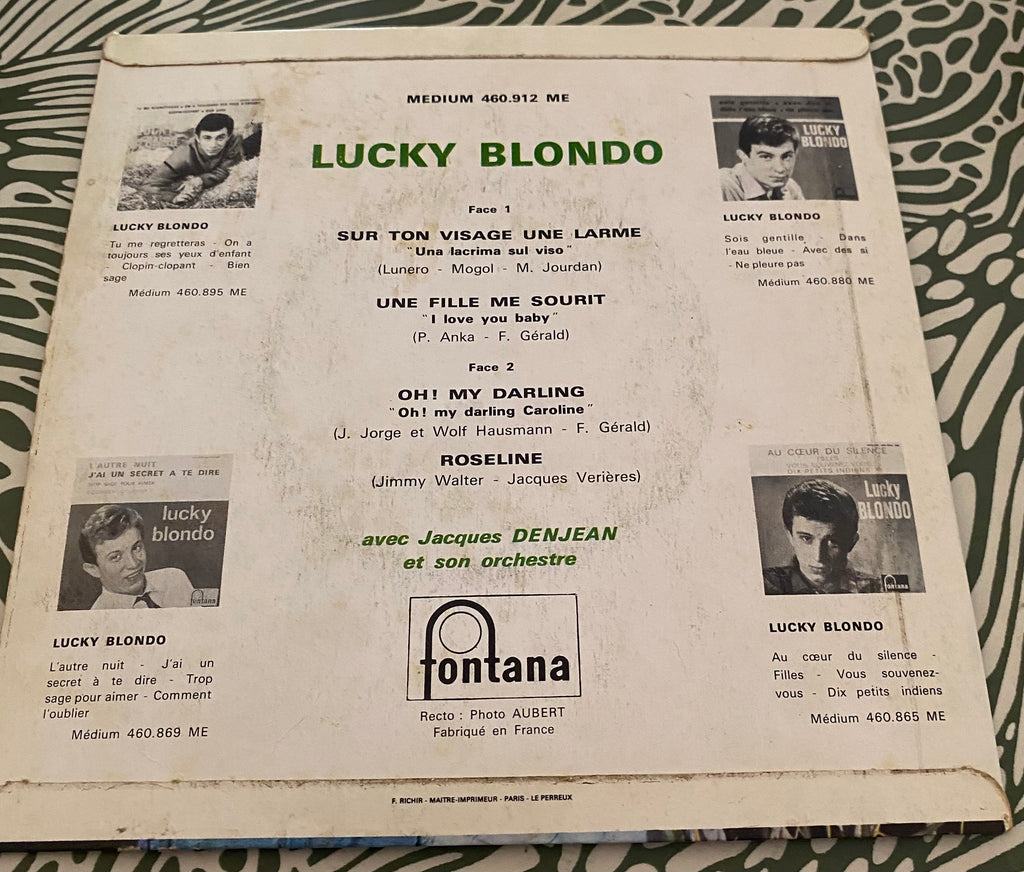 MEDIUM 460.912 ME
LUCKY BLONDO
Face 1
SUR TON VISAGE UNE LARME
"Una lacrima sul viso"
(Lunero - Mogol - M. Jourdan)
UNE FILLE ME SOURIT
"I love you baby"
(P. Anka - F. Gérald)
Face 2
OH! MY DARLING
"Oh! my darling Caroline"
(J. Jorge et Wolf Hausmann - F. Gérald)
ROSELINE
(Jimmy Walter - Jacques Verières)
avec Jacques DENJEAN
et son orchestre
fontana
Recto : Photo AUBERT
Fabriqué en France
LUCKY BLONDO
Tu me regretteras - On a
toujours ses yeux d'enfant
- Clopin-clopant - Bien
sage
Médium 460.895 ME
LUCKY
BLONDO
LUCKY BLONDO
Sois gentille - Dans
l'eau bleue - Avec des si
- Ne pleure pas
Médium 460.880 ME
L'AUTRE NUIT
J'AI UN SECRET A TE DIRE
lucky
blondo
fontana
LUCKY BLONDO
L'autre nuit - J'ai un
secret à te dire - Trop
sage pour aimer - Comment
l'oublier
Médium 460.869 ME
AU CŒUR DU SILENCE
FILLES
VOUS SOUVENEZ-VOUS
DIX PETITS INDIENS
Lucky
BLONDO
fontana
LUCKY BLONDO
Au cœur du silence -
Filles - Vous souvenez-
vous - Dix petits indiens
Médium 460.865 ME
F. RICHIR - MAITRE-IMPRIMEUR - PARIS - LE PERREUX